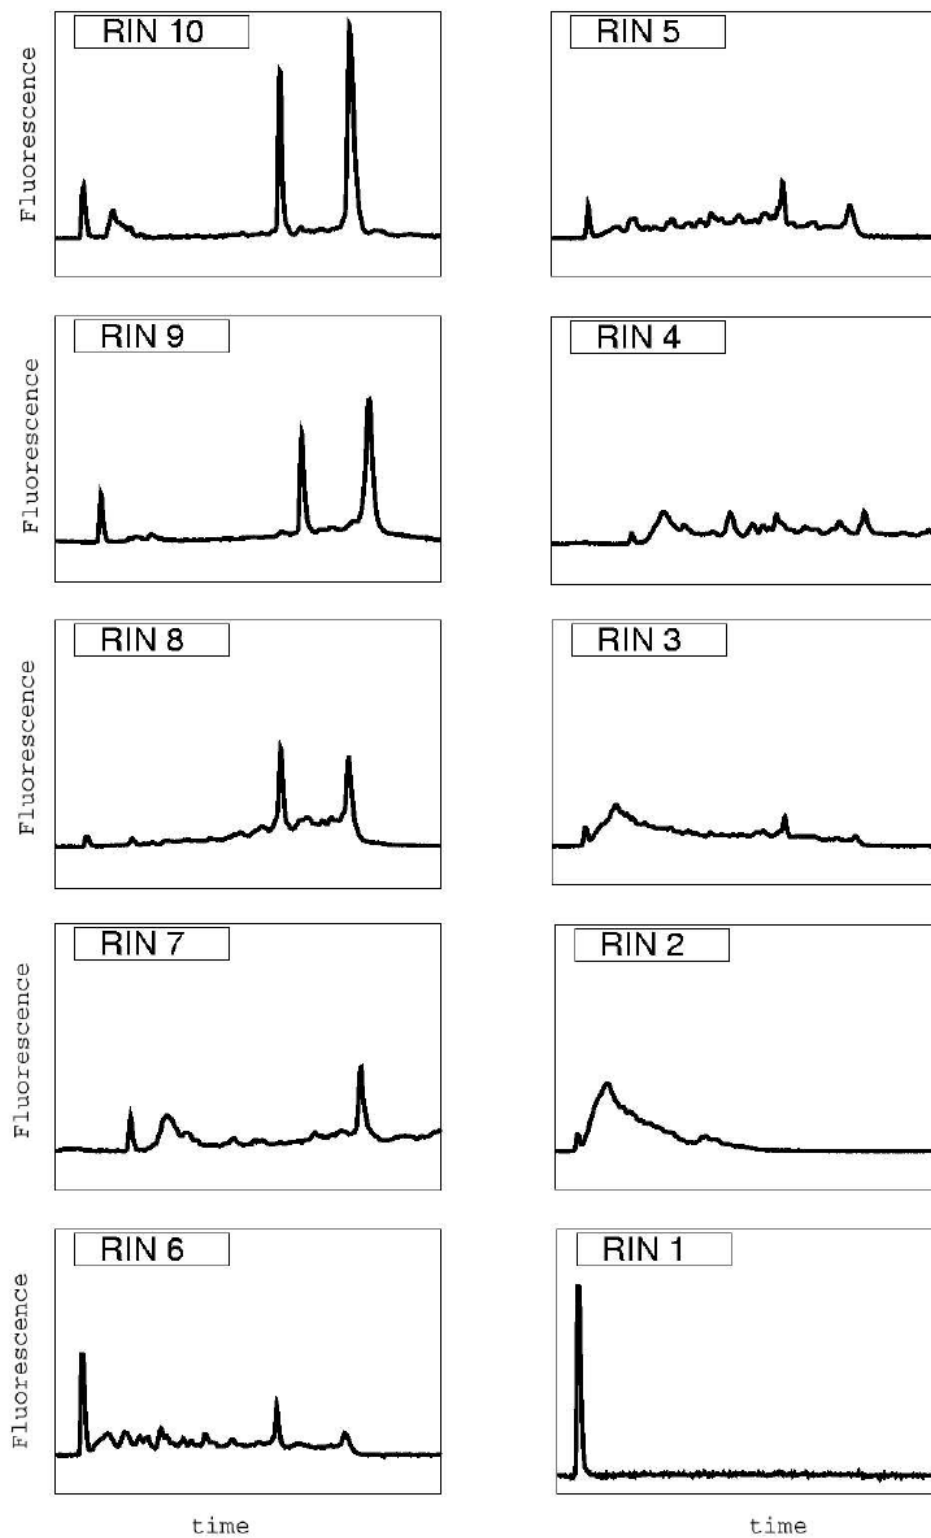 RIN 10
Fluorescence
RIN 5
RIN 9
Fluorescence
RIN 4
RIN 8
Fluorescence
RIN 3
RIN 7
Fluorescence
RIN 2
RIN 6
Fluorescence
RIN 1
time
time